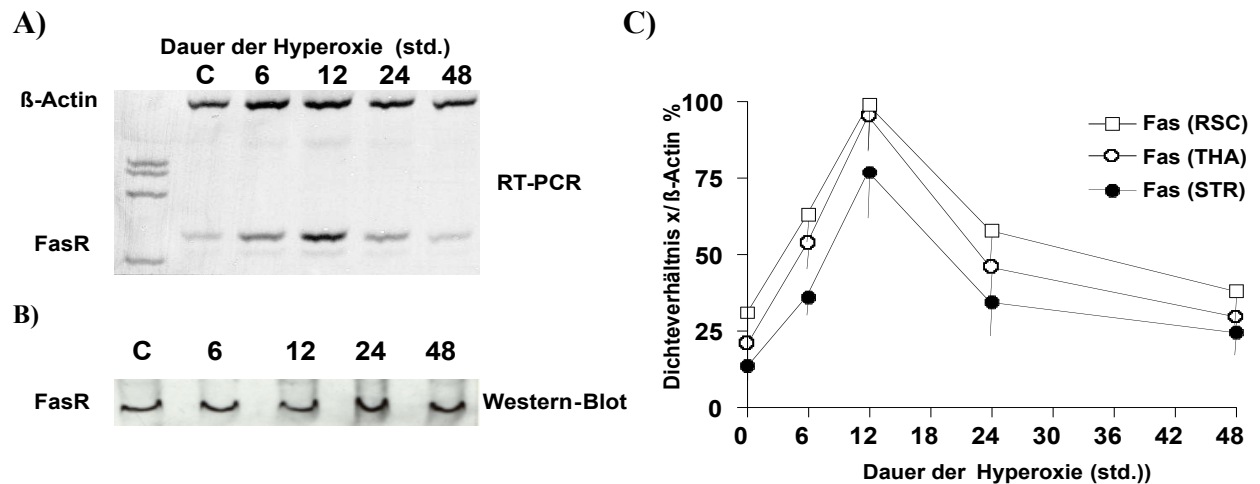 A)
Dauer der Hyperoxie (std.)
C 6 12 24 48
ß-Actin
RT-PCR
FasR
B)
C 6 12 24 48
FasR
Western-Blot
C)
Dichteverhältnis x/ß-Actin %
100
75
50
25
0
0 6 12 18 24 30 36 42 48
Dauer der Hyperoxie (std.))
Fas (RSC)
Fas (THA)
Fas (STR)